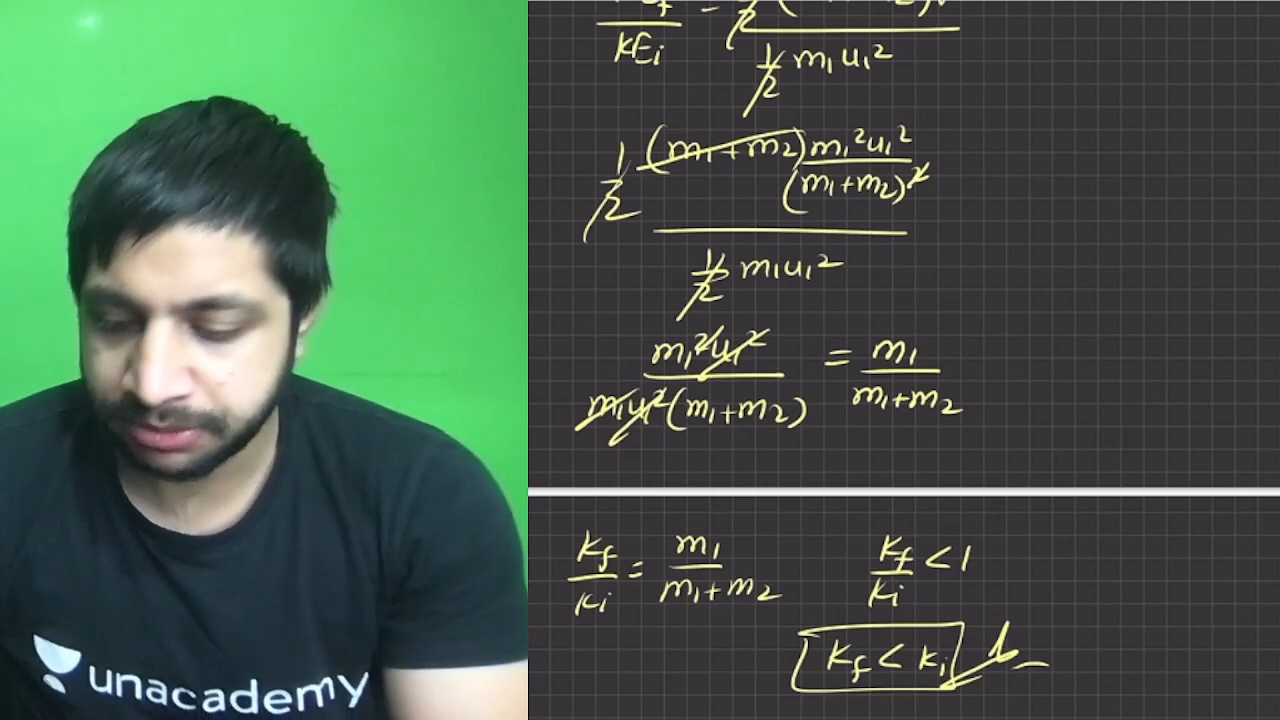 KEi
1/2 m₁u₁²
1/2 (m₁+m₂) m₁²u₁²
(m₁+m₂)²
1/2 m₁u₁²
m₁²u₁² = m₁
m₁u₁²(m₁+m₂) m₁+m₂
Kf = m₁ Kf < 1
Ki m₁+m₂ Ki
Kf < Ki
unacademy